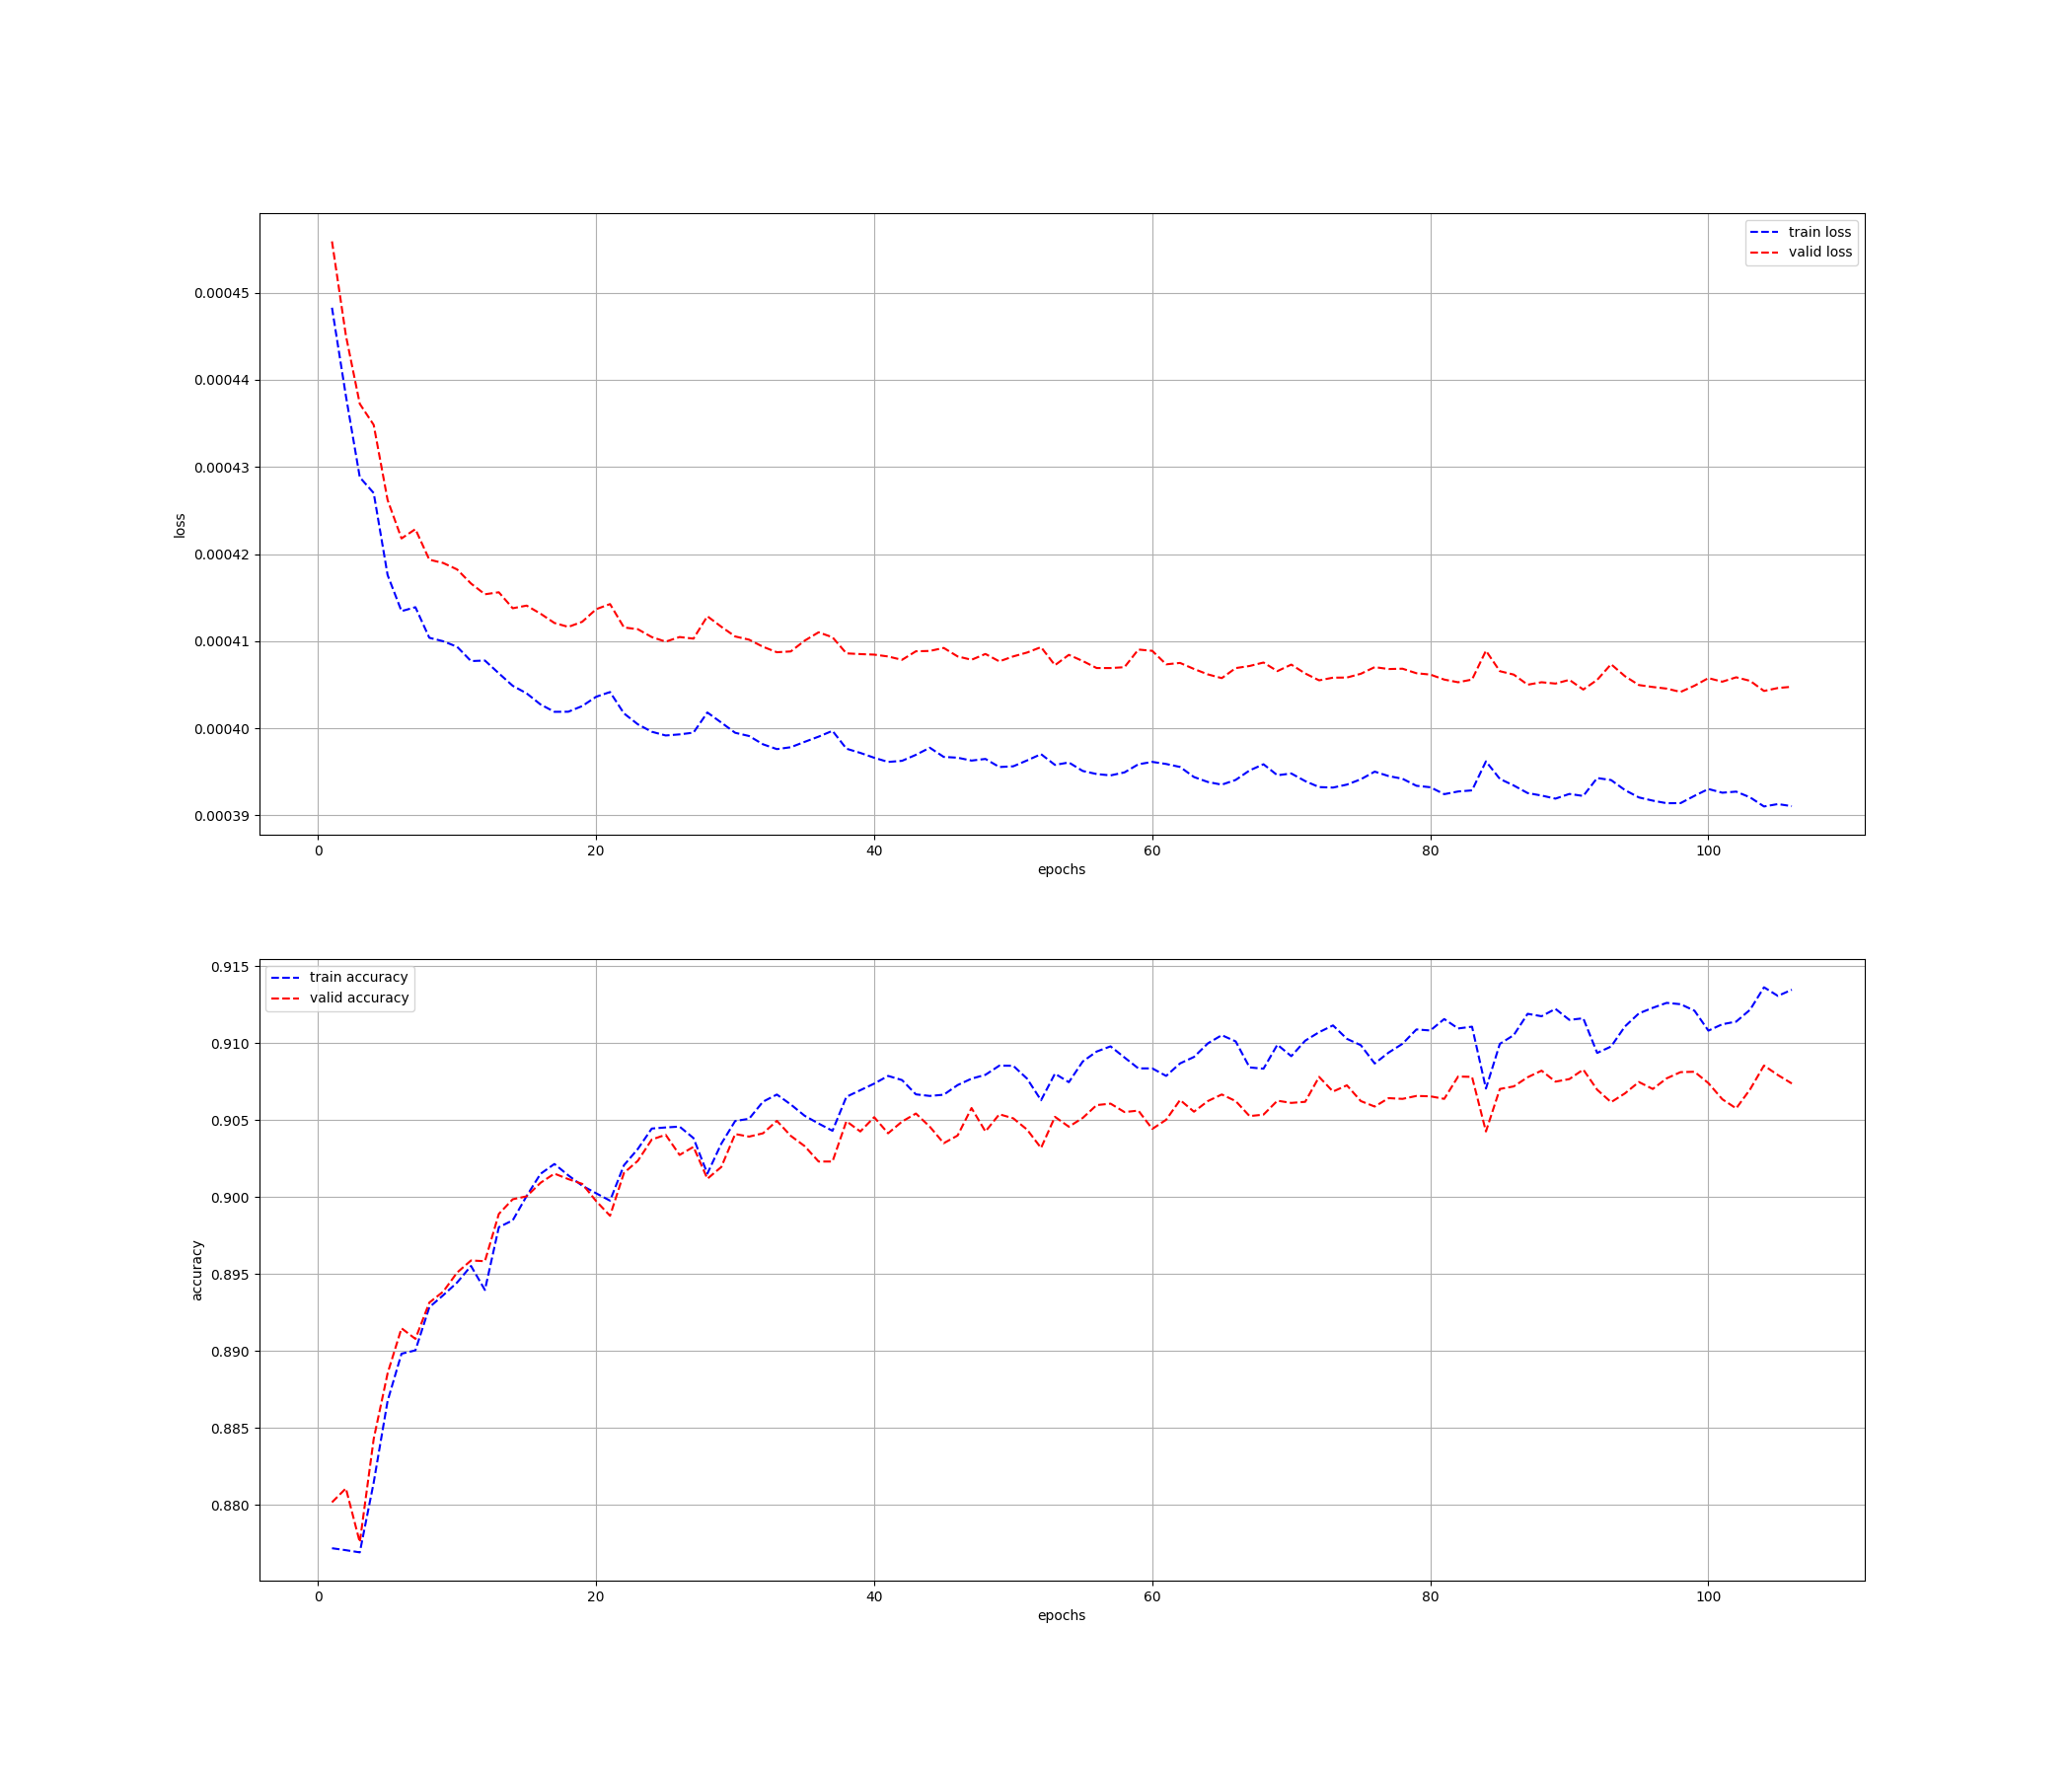 train loss
valid loss
0.00045
0.00044
0.00043
0.00042
0.00041
0.00040
0.00039
loss
0 20 40 60 80 100
epochs
train accuracy
valid accuracy
0.915
0.910
0.905
0.900
0.895
0.890
0.885
0.880
accuracy
0 20 40 60 80 100
epochs